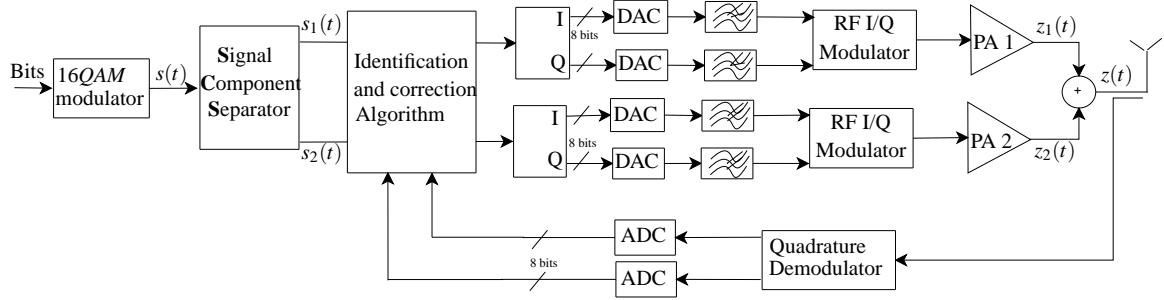 Bits
16QAM
modulator
s(t)
Signal
Component
Separator
s₁(t)
s₂(t)
Identification
and correction
Algorithm
I
Q
8 bits
DAC
DAC
RF I/Q
Modulator
PA 1
z₁(t)
I
Q
8 bits
DAC
DAC
RF I/Q
Modulator
PA 2
z₂(t)
+
z(t)
8 bits
ADC
ADC
Quadrature
Demodulator